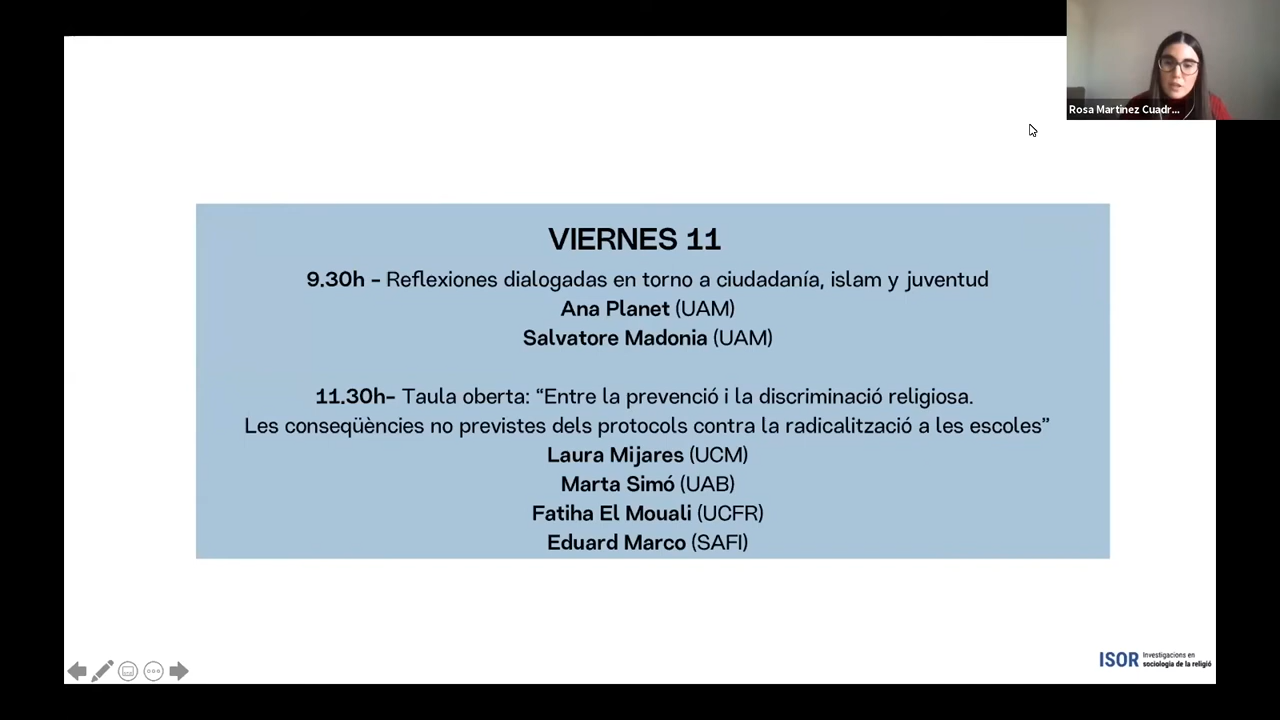 Rosa Martinez Cuadr...
VIERNES 11
9.30h - Reflexiones dialogadas en torno a ciudadanía, islam y juventud
Ana Planet (UAM)
Salvatore Madonia (UAM)
11.30h- Taula oberta: “Entre la prevenció i la discriminació religiosa.
Les conseqüències no previstes dels protocols contra la radicalització a les escoles”
Laura Mijares (UCM)
Marta Simó (UAB)
Fatiha El Mouali (UCFR)
Eduard Marco (SAFI)
ISOR Investigacions en
sociologia de la religió